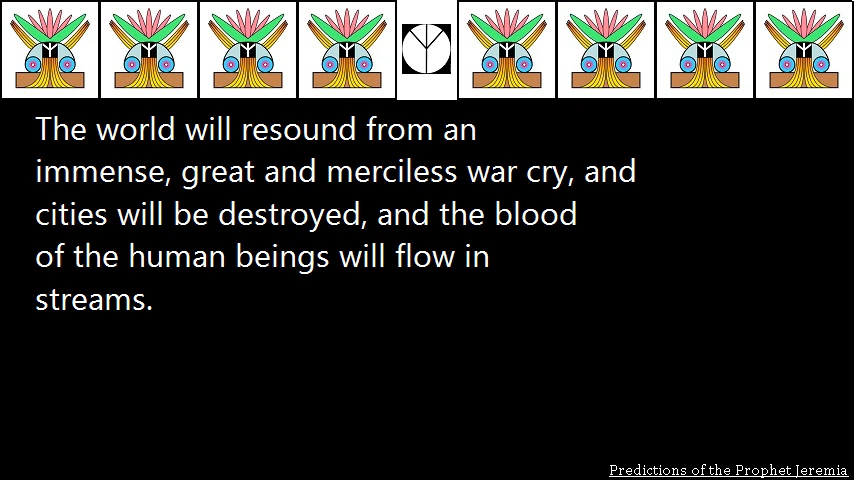 The world will resound from an
immense, great and merciless war cry, and
cities will be destroyed, and the blood
of the human beings will flow in
streams.
Predictions of the Prophet Jeremia